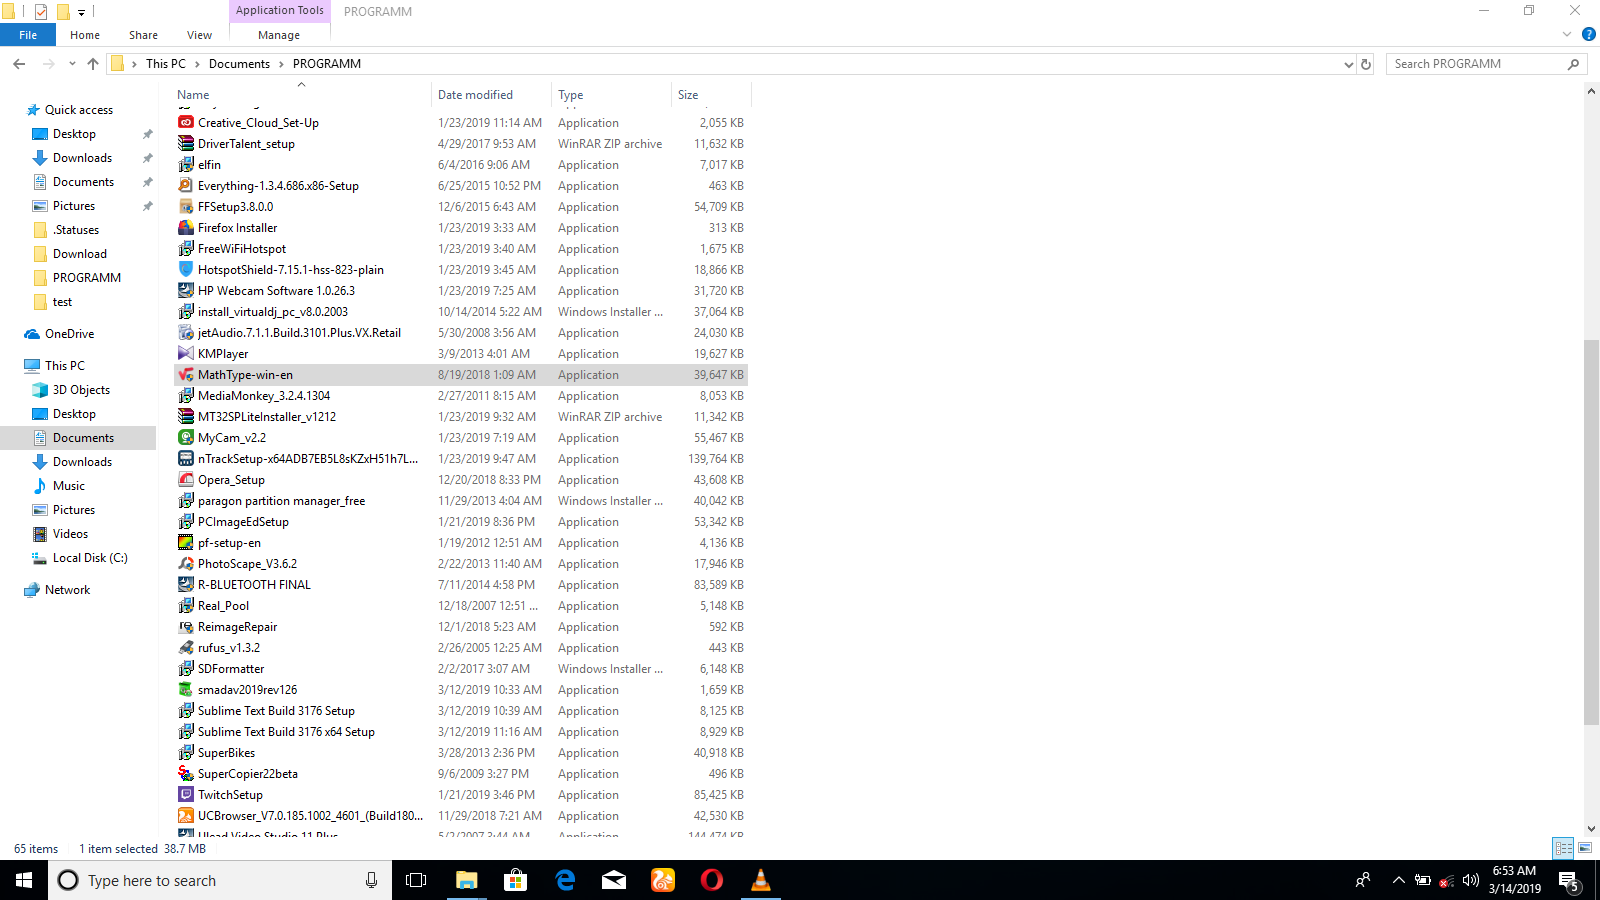 Application Tools PROGRAMM
File Home Share View Manage
This PC Documents PROGRAMM Search PROGRAMM
Name Date modified Type Size
Quick access
Desktop
Downloads
Documents
Pictures
.Statuses
Download
PROGRAMM
test
OneDrive
This PC
3D Objects
Desktop
Documents
Downloads
Music
Pictures
Videos
Local Disk (C:)
Network
Creative_Cloud_Set-Up 1/23/2019 11:14 AM Application 2,055 KB
DriverTalent_setup 4/29/2017 9:53 AM WinRAR ZIP archive 11,632 KB
elfin 6/4/2016 9:06 AM Application 7,017 KB
Everything-1.3.4.686.x86-Setup 6/25/2015 10:52 PM Application 463 KB
FFSetup3.8.0.0 12/6/2015 6:43 AM Application 54,709 KB
Firefox Installer 1/23/2019 3:33 AM Application 313 KB
FreeWiFiHotspot 1/23/2019 3:40 AM Application 1,675 KB
HotspotShield-7.15.1-hss-823-plain 1/23/2019 3:45 AM Application 18,866 KB
HP Webcam Software 1.0.26.3 1/23/2019 7:25 AM Application 31,720 KB
install_virtualdj_pc_v8.0.2003 10/14/2014 5:22 AM Windows Installer ... 37,064 KB
jetAudio.7.1.1.Build.3101.Plus.VX.Retail 5/30/2008 3:56 AM Application 24,030 KB
KMPlayer 3/9/2013 4:01 AM Application 19,627 KB
MathType-win-en 8/19/2018 1:09 AM Application 39,647 KB
MediaMonkey_3.2.4.1304 2/27/2011 8:15 AM Application 8,053 KB
MT32SPLiteInstaller_v1212 1/23/2019 9:32 AM WinRAR ZIP archive 11,342 KB
MyCam_v2.2 1/23/2019 7:19 AM Application 55,467 KB
nTrackSetup-x64ADB7EB5L8sKZxH51h7L... 1/23/2019 9:47 AM Application 139,764 KB
Opera_Setup 12/20/2018 8:33 PM Application 43,608 KB
paragon partition manager_free 11/29/2013 4:04 AM Windows Installer ... 40,042 KB
PCImageEdSetup 1/21/2019 8:36 PM Application 53,342 KB
pf-setup-en 1/19/2012 12:51 AM Application 4,136 KB
PhotoScape_V3.6.2 2/22/2013 11:40 AM Application 17,946 KB
R-BLUETOOTH FINAL 7/11/2014 4:58 PM Application 83,589 KB
Real_Pool 12/18/2007 12:51 ... Application 5,148 KB
ReimageRepair 12/1/2018 5:23 AM Application 592 KB
rufus_v1.3.2 2/26/2005 12:25 AM Application 443 KB
SDFormatter 2/2/2017 3:07 AM Windows Installer ... 6,148 KB
smadav2019rev126 3/12/2019 10:33 AM Application 1,659 KB
Sublime Text Build 3176 Setup 3/12/2019 10:39 AM Application 8,125 KB
Sublime Text Build 3176 x64 Setup 3/12/2019 11:16 AM Application 8,929 KB
SuperBikes 3/28/2013 2:36 PM Application 40,918 KB
SuperCopier22beta 9/6/2009 3:27 PM Application 496 KB
TwitchSetup 1/21/2019 3:46 PM Application 85,425 KB
UCBrowser_V7.0.185.1002_4601_(Build180... 11/29/2018 7:21 AM Application 42,530 KB
Ulead Video Studio 11 Plus 5/2/2007 3:44 AM Application 144,474 KB
65 items 1 item selected 38.7 MB
Type here to search
6:53 AM
3/14/2019
5